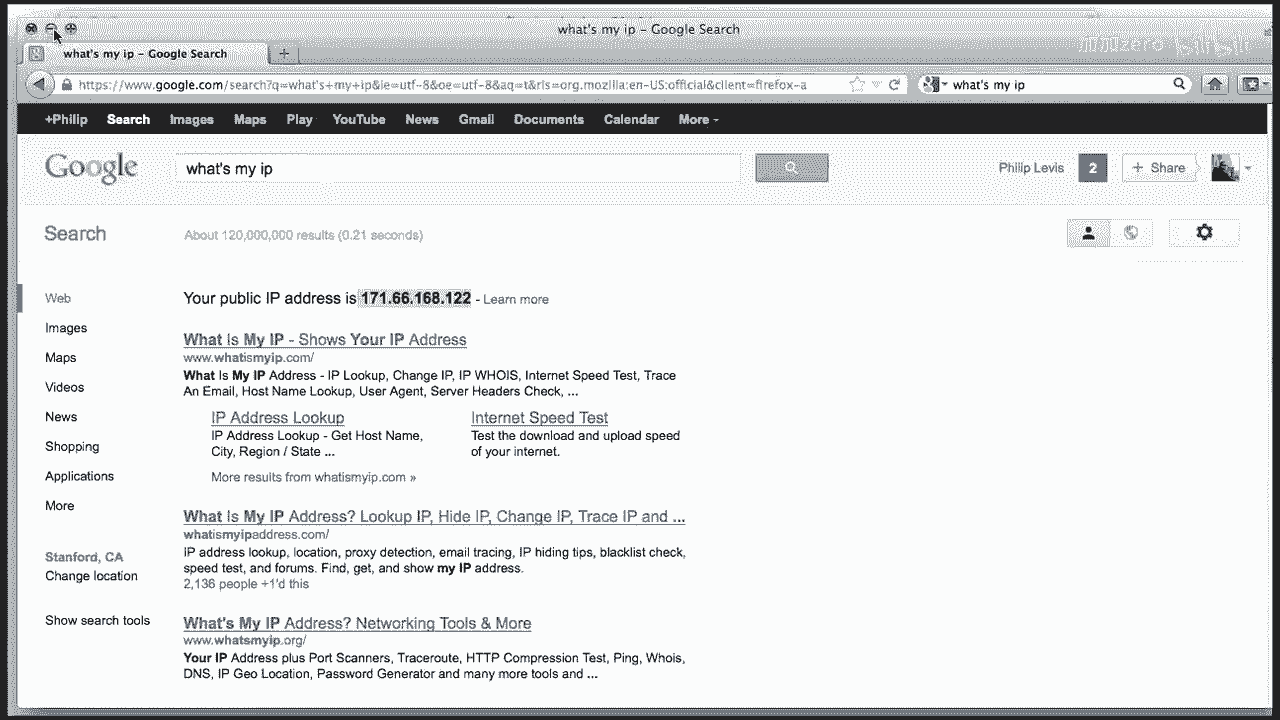 what's my ip – Google Search
what's my ip – Google Search
https://www.google.com/search?q=what's+my+ip&ie=utf-8&oe=utf-8&aq=t&rls=org.mozilla:en-US:official&client=firefox-a
what's my ip
+Philip Search Images Maps Play YouTube News Gmail Documents Calendar More
Google
what's my ip
Philip Levis 2 + Share
Search
About 120,000,000 results (0.21 seconds)
Web
Images
Maps
Videos
News
Shopping
Applications
More
Stanford, CA
Change location
Show search tools
Your public IP address is 171.66.168.122 - Learn more
What Is My IP - Shows Your IP Address
www.whatismyip.com/
What Is My IP Address - IP Lookup, Change IP, IP WHOIS, Internet Speed Test, Trace
An Email, Host Name Lookup, User Agent, Server Headers Check, ...
IP Address Lookup
IP Address Lookup - Get Host Name,
City, Region / State ...
Internet Speed Test
Test the download and upload speed
of your internet.
More results from whatismyip.com »
What Is My IP Address? Lookup IP, Hide IP, Change IP, Trace IP and ...
whatismyipaddress.com/
IP address lookup, location, proxy detection, email tracing, IP hiding tips, blacklist check,
speed test, and forums. Find, get, and show my IP address.
2,136 people +1'd this
What's My IP Address? Networking Tools & More
www.whatsmyip.org/
Your IP Address plus Port Scanners, Traceroute, HTTP Compression Test, Ping, Whois,
DNS, IP Geo Location, Password Generator and many more tools and ...